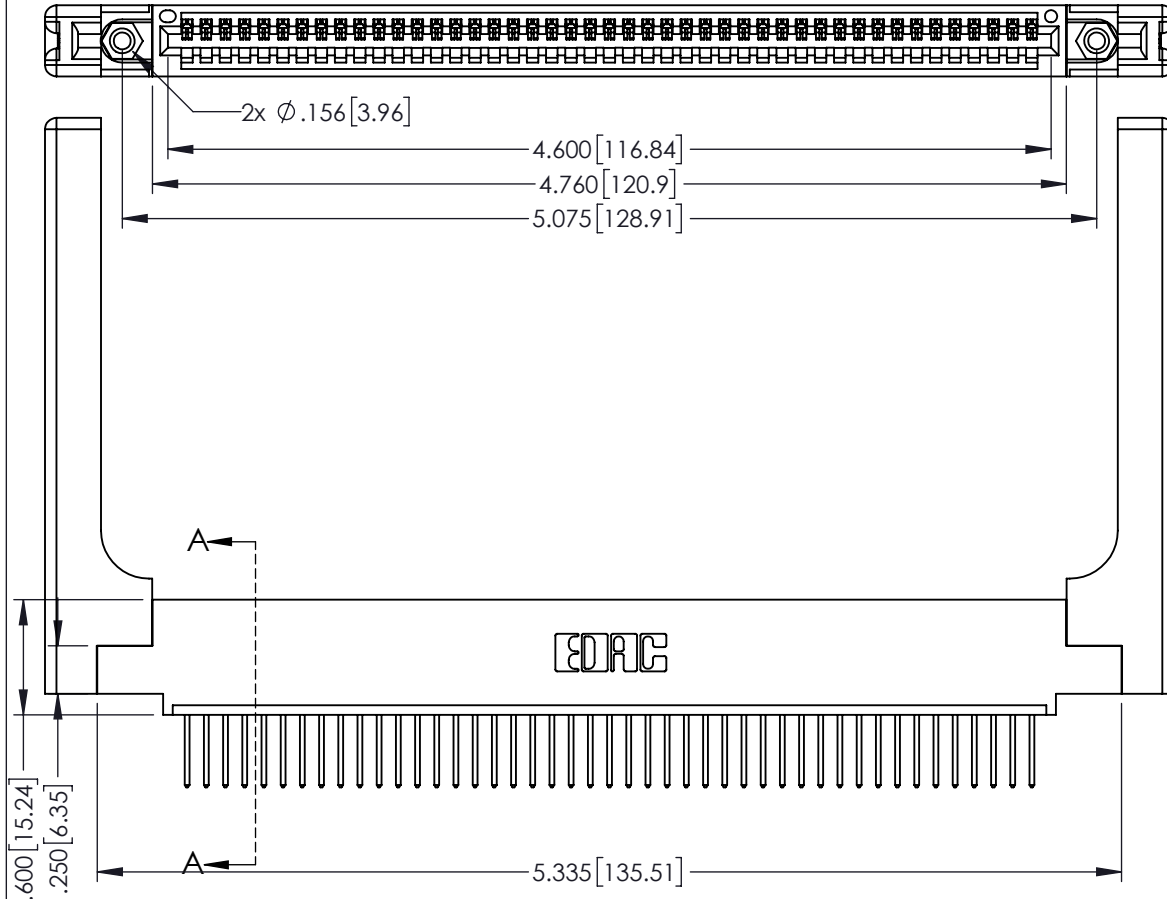 2x ∅ .156[3.96]
4.600[116.84]
4.760[120.9]
5.075[128.91]
A
EDAC
.600[15.24]
.250[6.35]
A
5.335[135.51]